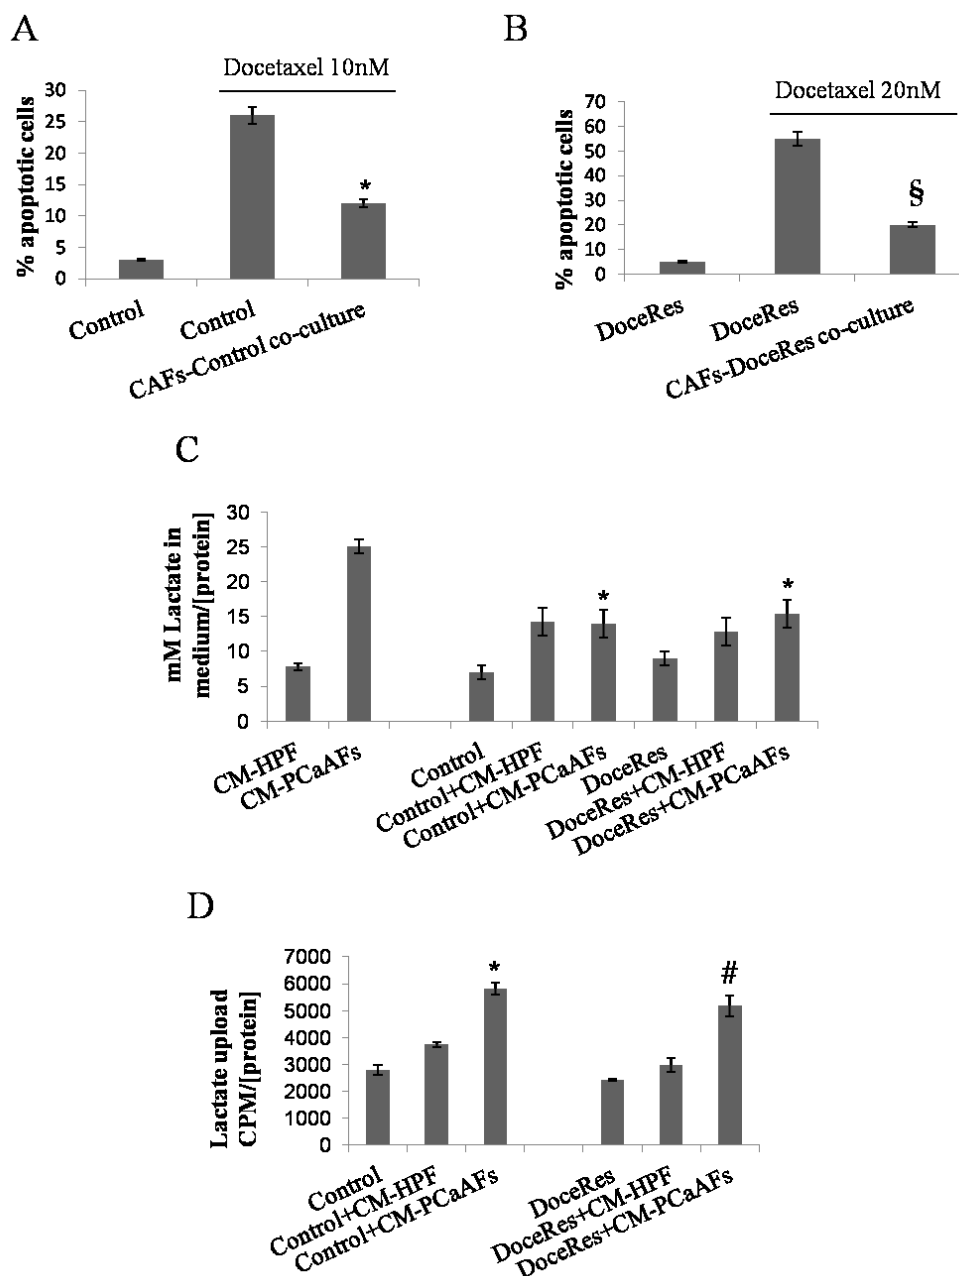 A
Docetaxel 10nM
% apoptotic cells
30
25
20
15
10
5
0
*
Control
Control
CAFs-Control co-culture
B
Docetaxel 20nM
% apoptotic cells
70
60
50
40
30
20
10
0
§
DoceRes
DoceRes
CAFs-DoceRes co-culture
C
mM Lactate in
medium/[protein]
30
25
20
15
10
5
0
*
*
CM-HPF
CM-PCaAFs
Control
Control+CM-HPF
Control+CM-PCaAFs
DoceRes
DoceRes+CM-HPF
DoceRes+CM-PCaAFs
D
Lactate upload
CPM/[protein]
7000
6000
5000
4000
3000
2000
1000
0
*
#
Control
Control+CM-HPF
Control+CM-PCaAFs
DoceRes
DoceRes+CM-HPF
DoceRes+CM-PCaAFs